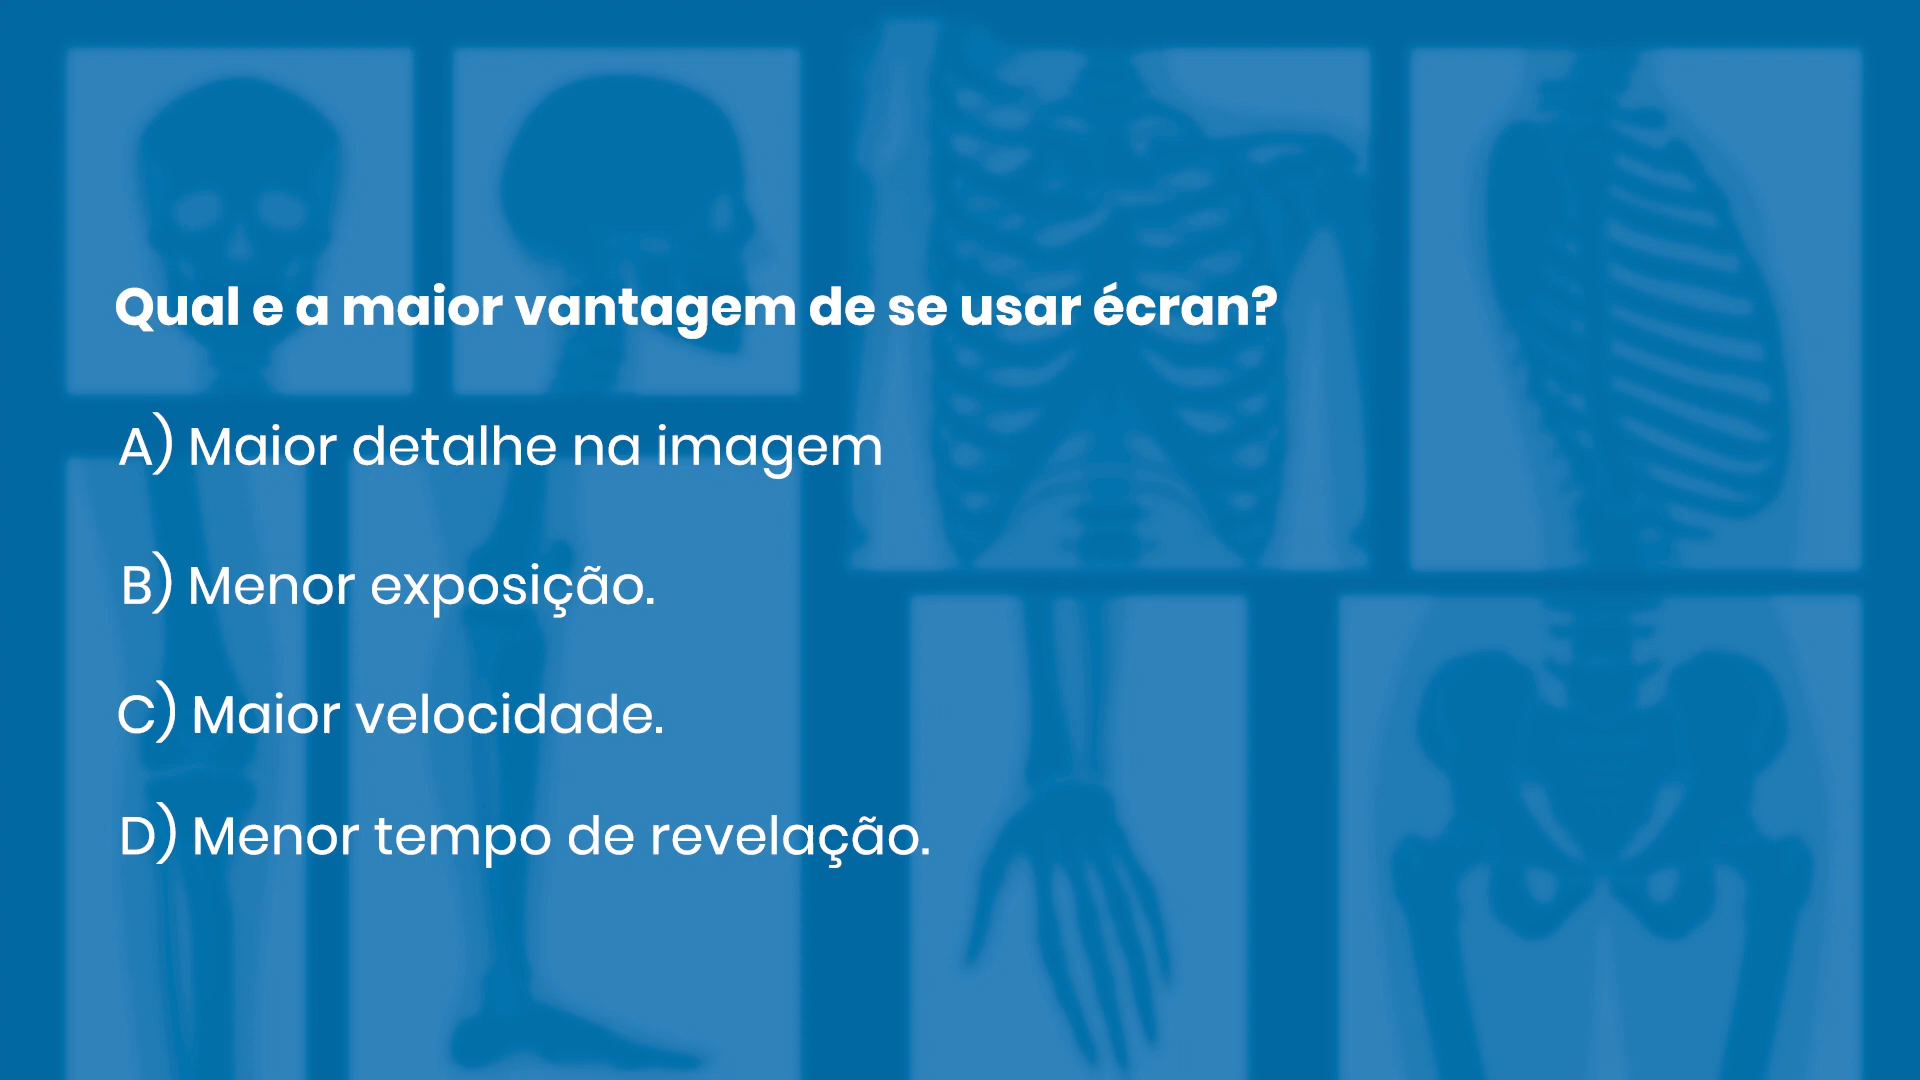 Qual e a maior vantagem de se usar écran?
A) Maior detalhe na imagem
B) Menor exposição.
C) Maior velocidade.
D) Menor tempo de revelação.